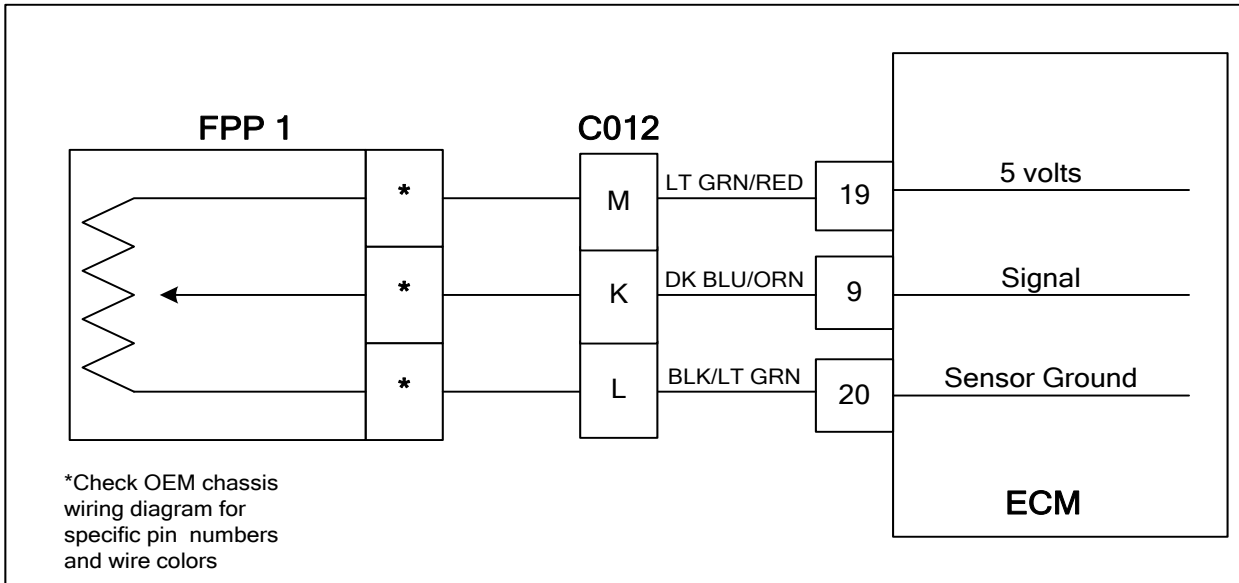 FPP 1
C012
*
M
LT GRN/RED
19
5 volts
*
K
DK BLU/ORN
9
Signal
*
L
BLK/LT GRN
20
Sensor Ground
*Check OEM chassis
wiring diagram for
specific pin numbers
and wire colors
ECM